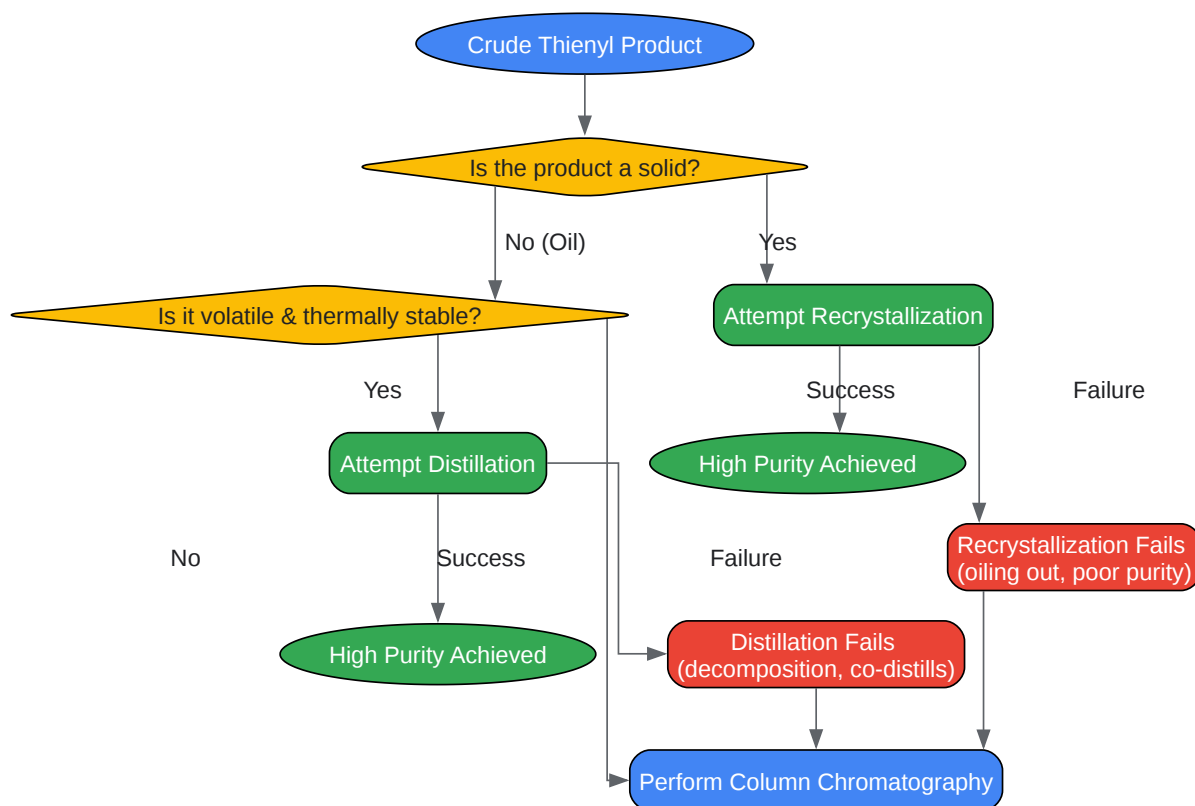 Crude Thienyl Product
Is the product a solid?
No (Oil)
Yes
Is it volatile & thermally stable?
Attempt Recrystallization
Yes
Success
Failure
Attempt Distillation
High Purity Achieved
No
Success
Failure
Recrystallization Fails
(oiling out, poor purity)
High Purity Achieved
Distillation Fails
(decomposition, co-distills)
Perform Column Chromatography